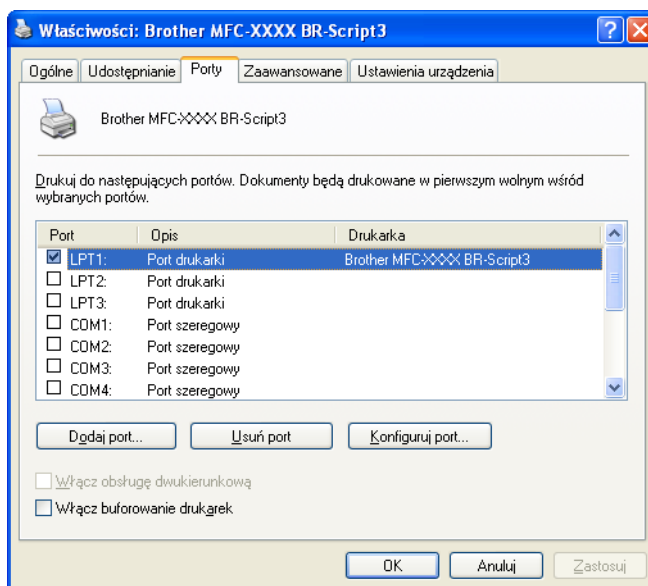 Właściwości: Brother MFC-XXXX BR-Script3
Ogólne Udostępnianie Porty Zaawansowane Ustawienia urządzenia
Brother MFC-XXXX BR-Script3
Drukuj do następujących portów. Dokumenty będą drukowane w pierwszym wolnym wśród
wybranych portów.
Port Opis Drukarka
LPT1: Port drukarki Brother MFC-XXXX BR-Script3
LPT2: Port drukarki
LPT3: Port drukarki
COM1: Port szeregowy
COM2: Port szeregowy
COM3: Port szeregowy
COM4: Port szeregowy
Dodaj port... Usuń port Konfiguruj port...
Włącz obsługę dwukierunkową
Włącz buforowanie drukarek
OK Anuluj Zastosuj